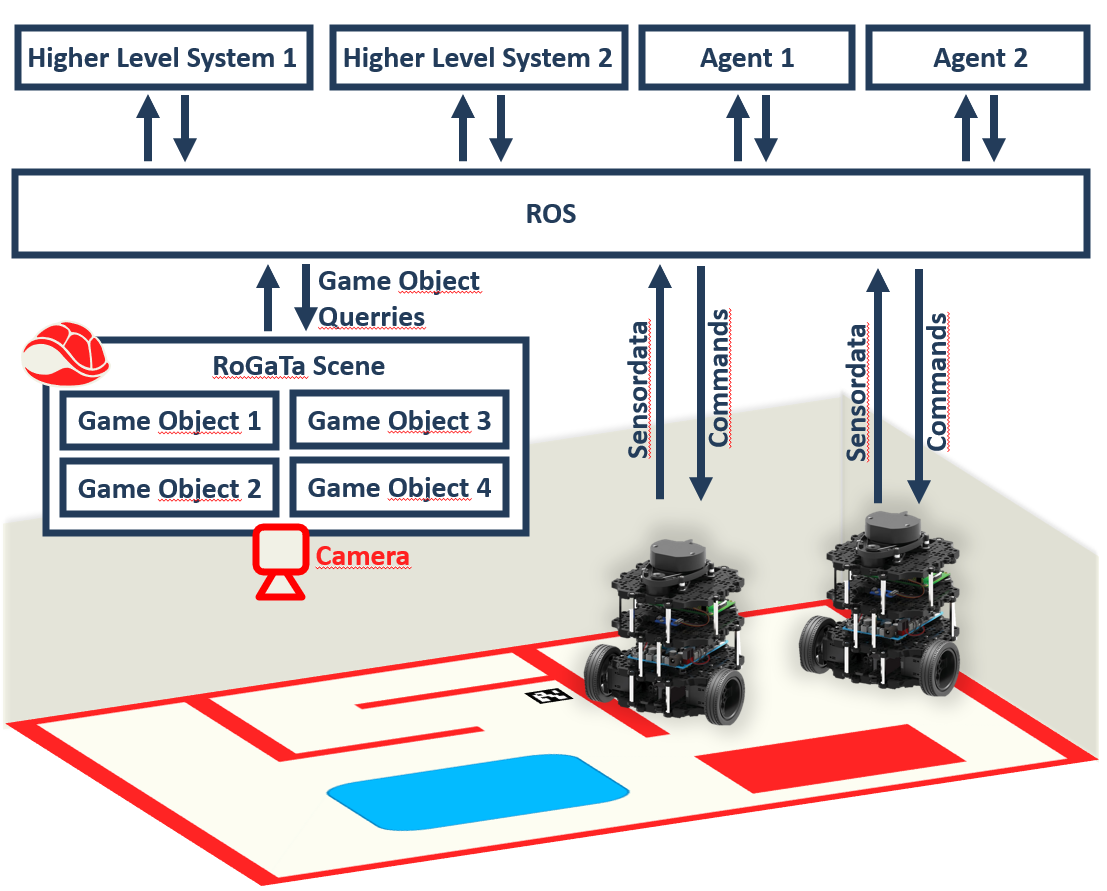 Higher Level System 1
Higher Level System 2
Agent 1
Agent 2
ROS
Game Object
Querries
RoGaTa Scene
Game Object 1
Game Object 3
Game Object 2
Game Object 4
Camera
Sensordata
Commands
Sensordata
Commands